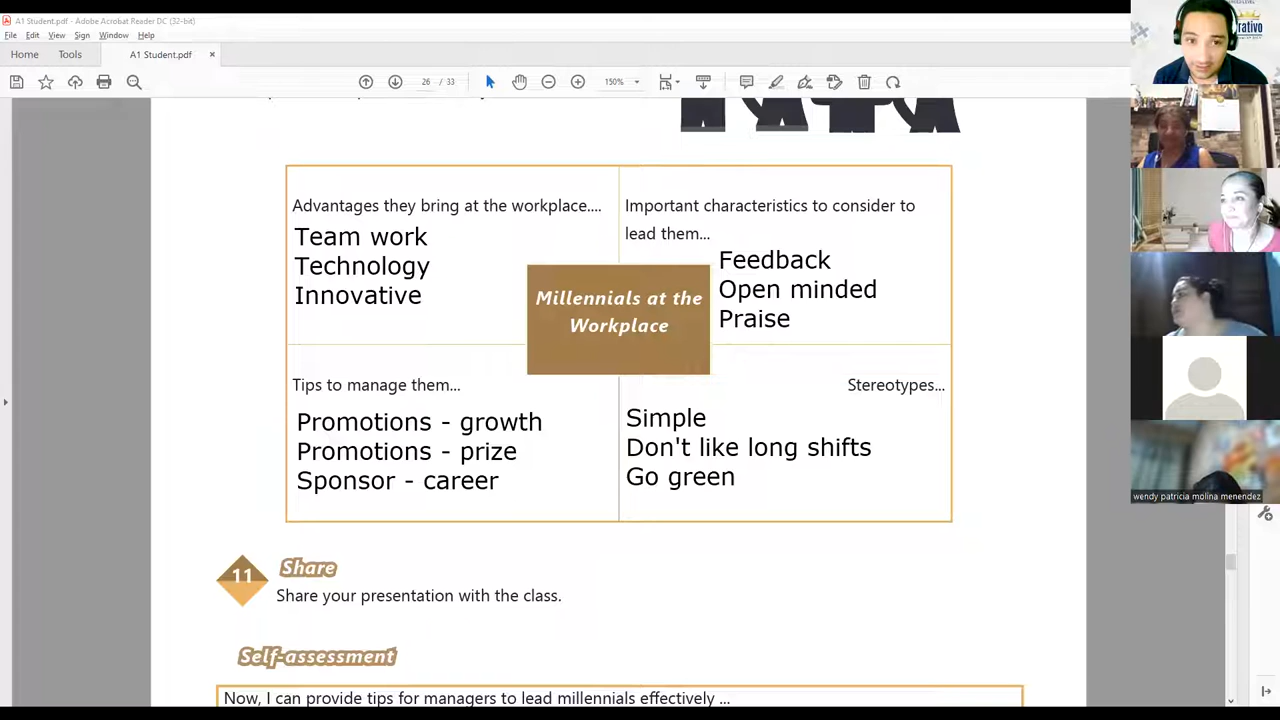 A1 Student.pdf - Adobe Acrobat Reader DC (32-bit)
File Edit View Sign Window Help
Home Tools A1 Student.pdf ×
26 / 33 150%
rativo
Advantages they bring at the workplace....
Team work
Technology
Innovative
Important characteristics to consider to
lead them...
Feedback
Open minded
Praise
Millennials at the
Workplace
Tips to manage them...
Promotions - growth
Promotions - prize
Sponsor - career
Stereotypes...
Simple
Don't like long shifts
Go green
wendy patricia molina menendez
11 Share
Share your presentation with the class.
Self-assessment
Now, I can provide tips for managers to lead millennials effectively ...